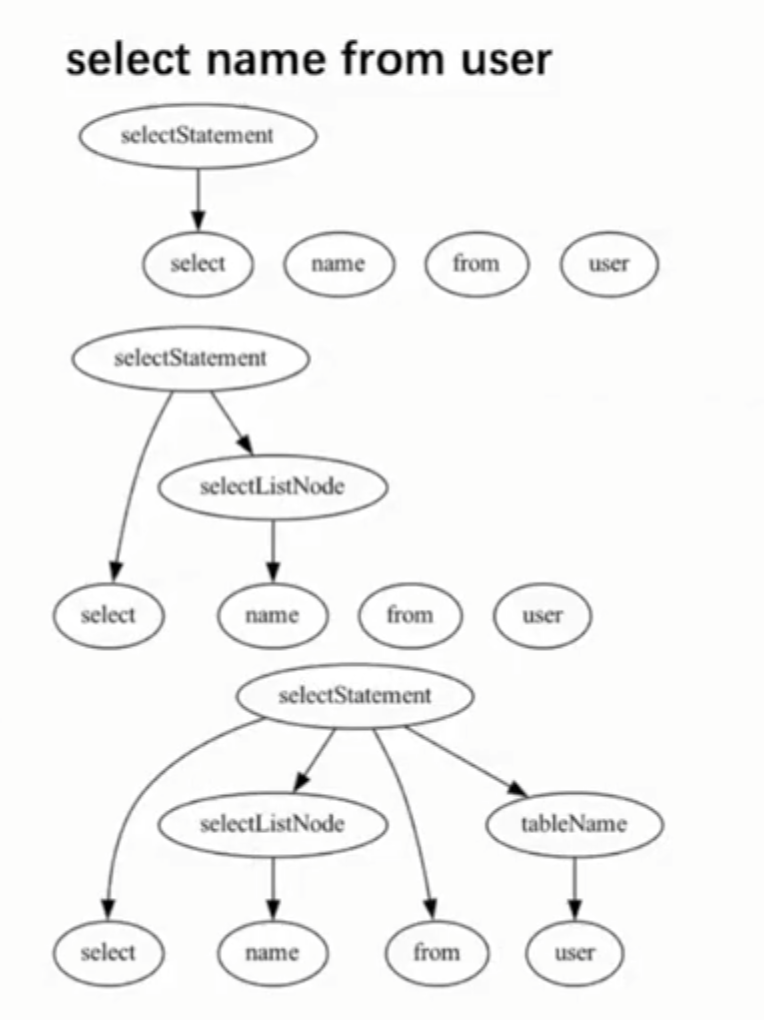 select name from user
selectStatement
select name from user
selectStatement
selectListNode
select name from user
selectStatement
selectListNode tableName
select name from user